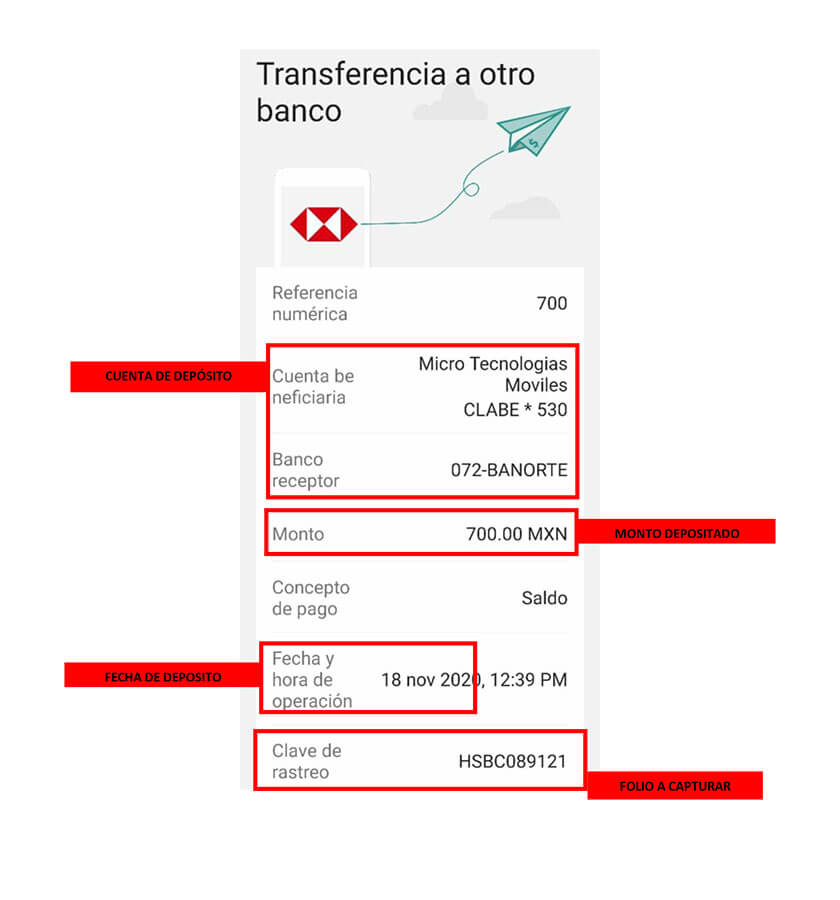 Transferencia a otro
banco
$
Referencia
numérica
700
CUENTA DE DEPÓSITO
Cuenta be
neficiaria
Micro Tecnologias
Moviles
CLABE * 530
Banco
receptor
072-BANORTE
Monto
700.00 MXN
MONTO DEPOSITADO
Concepto
de pago
Saldo
FECHA DE DEPOSITO
Fecha y
hora de
operación
18 nov 2020, 12:39 PM
Clave de
rastreo
HSBC089121
FOLIO A CAPTURAR